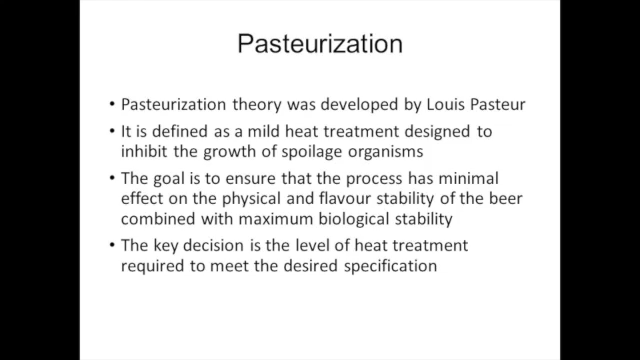 Pasteurization
• Pasteurization theory was developed by Louis Pasteur
• It is defined as a mild heat treatment designed to
inhibit the growth of spoilage organisms
• The goal is to ensure that the process has minimal
effect on the physical and flavour stability of the beer
combined with maximum biological stability
• The key decision is the level of heat treatment
required to meet the desired specification